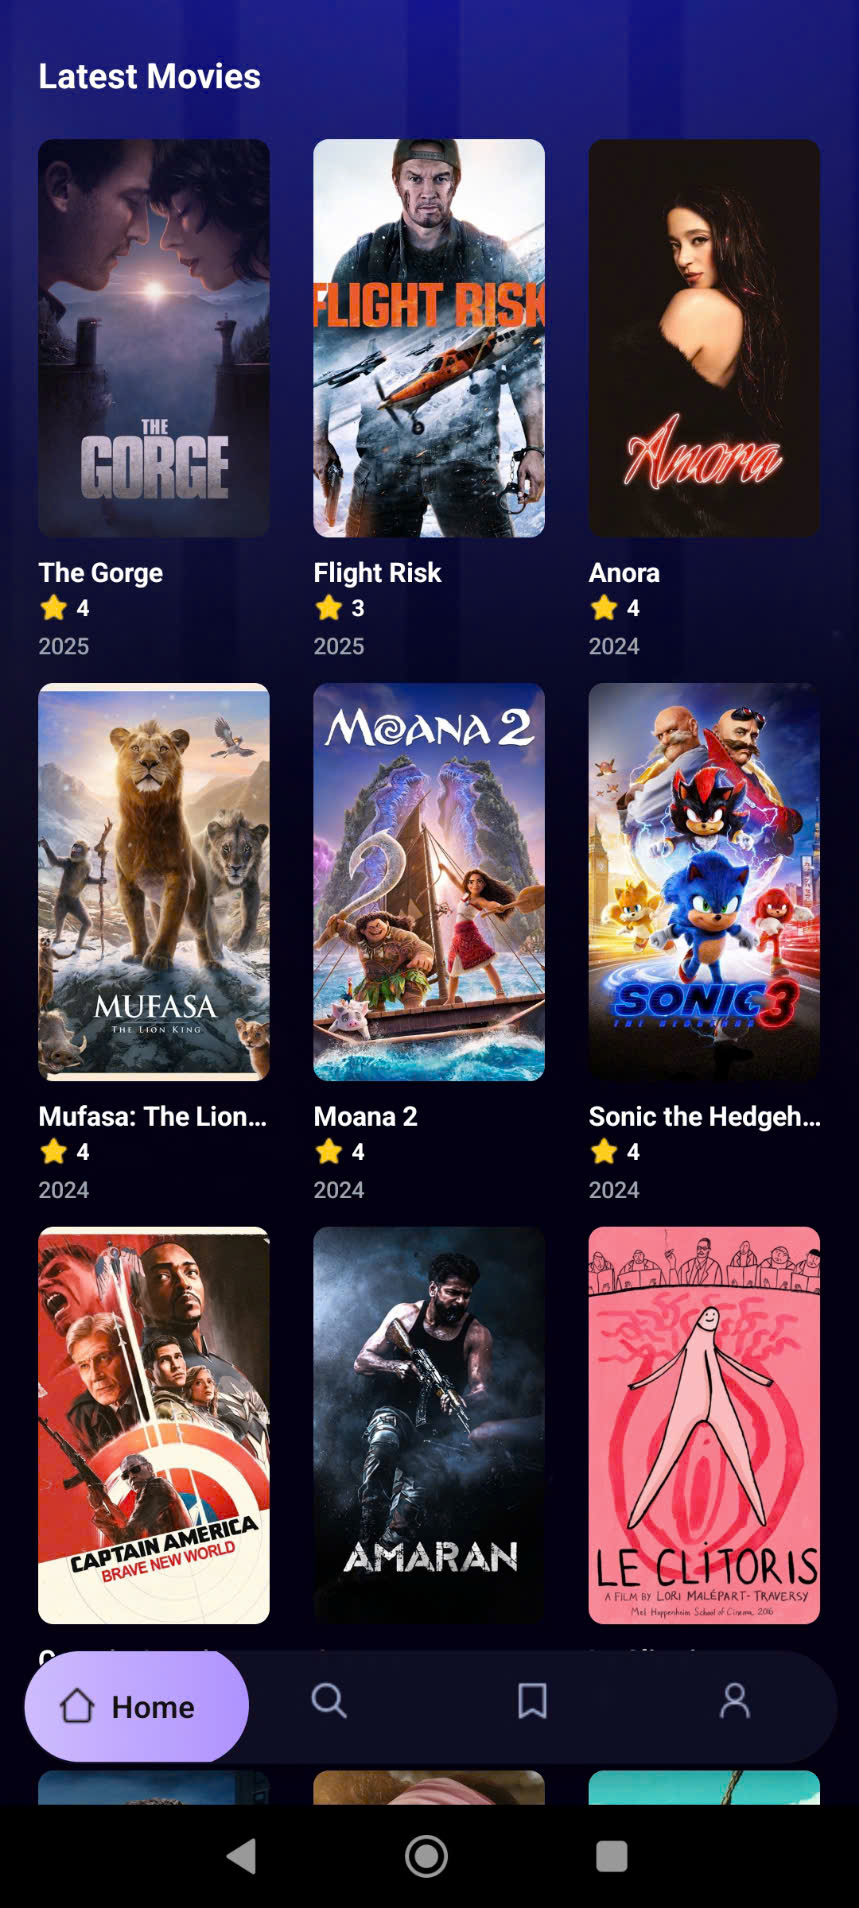 Latest Movies
THE
GORGE
FLIGHT RISK
Anora
The Gorge
Flight Risk
Anora
4
3
4
2025
2025
2024
MUFASA
THE LION KING
MOANA 2
SONIC 3
THE HEDGEHOG
Mufasa: The Lion...
Moana 2
Sonic the Hedgeh...
4
4
4
2024
2024
2024
CAPTAIN AMERICA
BRAVE NEW WORLD
AMARAN
LE CLITORIS
A FILM BY LORI MALÉPART-TRAVERSY
Mel Hoppenheim School of Cinema, 2016
Home